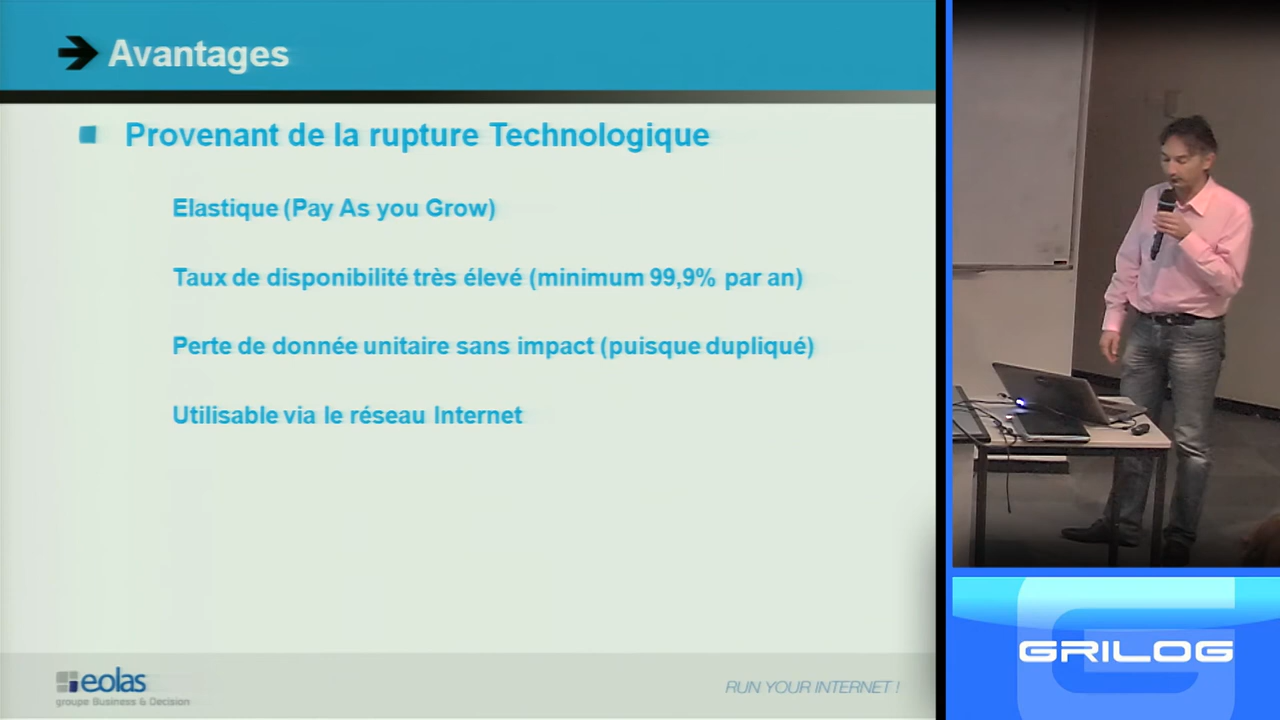 Avantages
Provenant de la rupture Technologique
Elastique (Pay As you Grow)
Taux de disponibilité très élevé (minimum 99,9% par an)
Perte de donnée unitaire sans impact (puisque dupliqué)
Utilisable via le réseau Internet
eolas
groupe Business & Decision
RUN YOUR INTERNET !
GRILOG